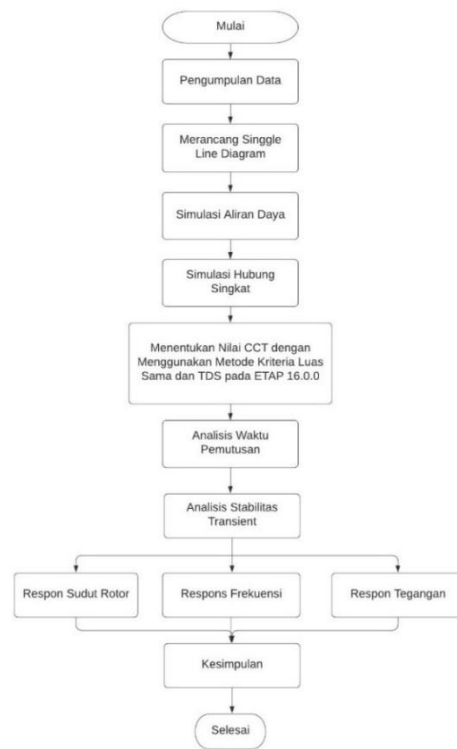 Mulai
Pengumpulan Data
Merancang Singgle
Line Diagram
Simulasi Aliran Daya
Simulasi Hubung
Singkat
Menentukan Nilai CCT dengan
Menggunakan Metode Kriteria Luas
Sama dan TDS pada ETAP 16.0.0
Analisis Waktu
Pemutusan
Analisis Stabilitas
Transient
Respon Sudut Rotor
Respons Frekuensi
Respon Tegangan
Kesimpulan
Selesai